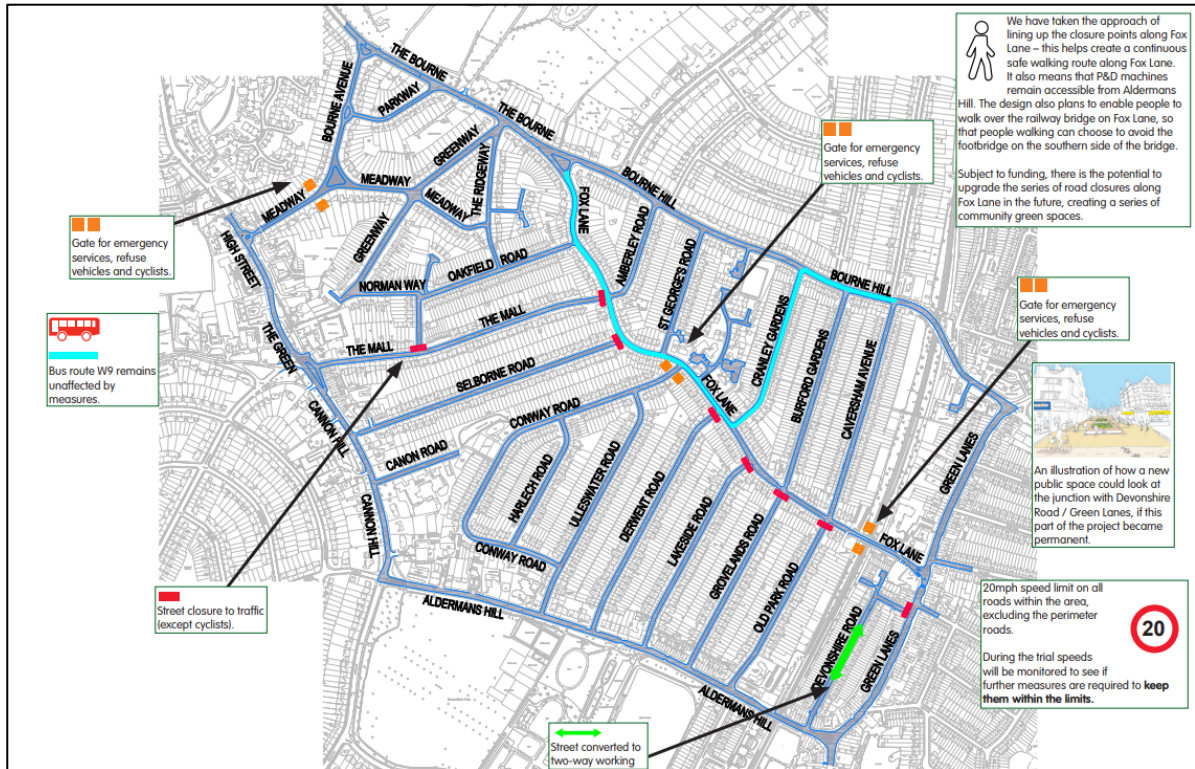 We have taken the approach of
lining up the closure points along Fox
Lane – this helps create a continuous
safe walking route along Fox Lane.
It also means that P&D machines
remain accessible from Aldermans
Hill. The design also plans to enable people to
walk over the railway bridge on Fox Lane, so
that people walking can choose to avoid the
footbridge on the southern side of the bridge.
Subject to funding, there is the potential to
upgrade the series of road closures along
Fox Lane in the future, creating a series of
community green spaces.
THE BOURNE
BOURNE AVENUE
PARKWAY
THE BOURNE
GREENWAY
Gate for emergency
services, refuse
vehicles and cyclists.
BOURNE HILL
MEADWAY
MEADWAY
MEADWAY
THE RIDGEWAY
FOX LANE
AMBERLEY ROAD
ST GEORGE'S ROAD
Gate for emergency
services, refuse
vehicles and cyclists.
HIGH STREET
GREENWAY
OAKFIELD ROAD
NORMAN WAY
BOURNE HILL
Gate for emergency
services, refuse
vehicles and cyclists.
Bus route W9 remains
unaffected by
measures.
THE GREEN
THE MALL
THE MALL
SELBORNE ROAD
CRANLEY GARDENS
BURFORD GARDENS
CAVERSHAM AVENUE
FOX LANE
CONWAY ROAD
CANNON HILL
CANON ROAD
GREEN LANES
An illustration of how a new
public space could look at
the junction with Devonshire
Road / Green Lanes, if this
part of the project became
permanent.
CANNON HILL
HARLECH ROAD
ULLESWATER ROAD
DERWENT ROAD
LAKESIDE ROAD
GROVELANDS ROAD
OLD PARK ROAD
FOX LANE
CONWAY ROAD
Street closure to traffic
(except cyclists).
ALDERMANS HILL
DEVONSHIRE ROAD
GREEN LANES
20mph speed limit on all
roads within the area,
excluding the perimeter
roads.
20
During the trial speeds
will be monitored to see if
further measures are required to keep
them within the limits.
ALDERMANS HILL
Street converted to
two-way working